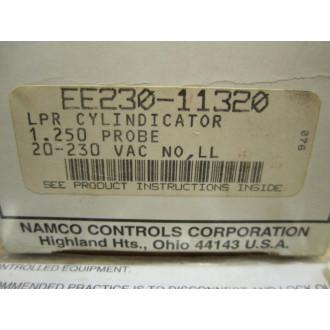 EE230-11320
LPR CYLINDICATOR
1.250 PROBE
20-230 VAC NO,LL
076
SEE PRODUCT INSTRUCTIONS INSIDE
NAMCO CONTROLS CORPORATION
Highland Hts., Ohio 44143 U.S.A.
CONTROLLED EQUIPMENT.
PRACTICE IS TO DISCONNECT AND LOCK